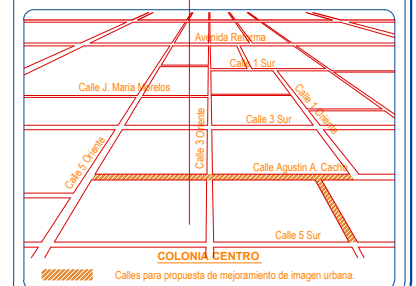 Avenida Reforma
Calle 1 Sur
Calle J. Maria Morelos
Calle 1 Oriente
Calle 3 Oriente
Calle 3 Sur
Calle 5 Oriente
Calle Agustin A. Cacho
Calle 5 Sur
COLONIA CENTRO
Calles para propuesta de mejoramiento de imagen urbana.